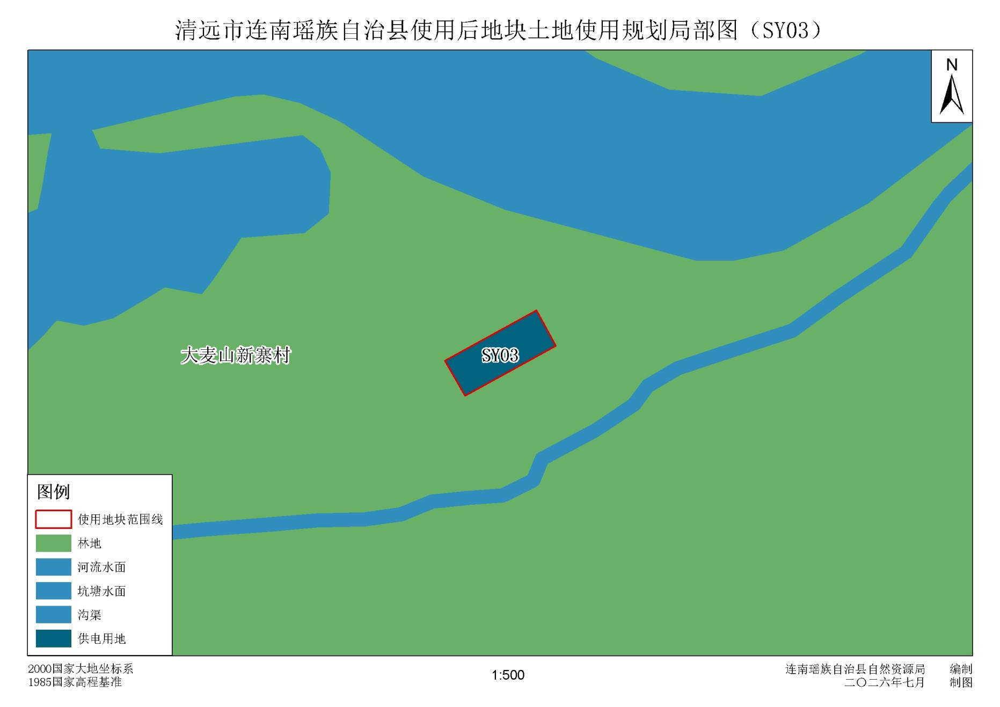 清远市连南瑶族自治县使用后地块土地使用规划局部图（SY03）
N
大麦山新寨村
SY03
图例
使用地块范围线
林地
河流水面
坑塘水面
沟渠
供电用地
2000国家大地坐标系
1985国家高程基准
1:500
连南瑶族自治县自然资源局 编制
二〇二六年七月 制图